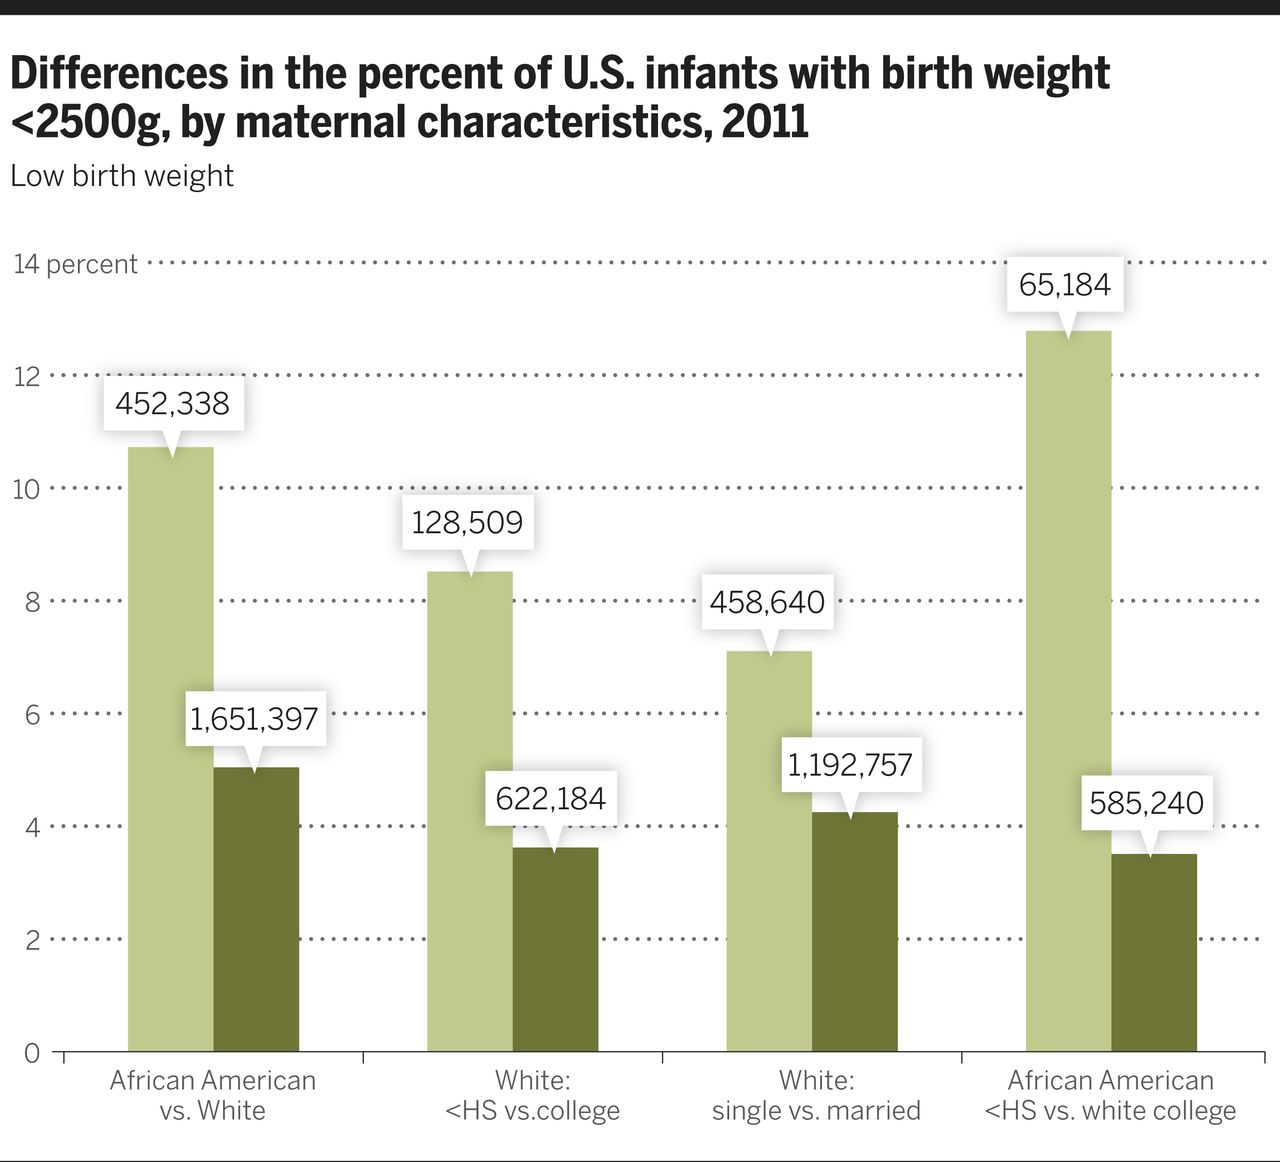 Differences in the percent of U.S. infants with birth weight
<2500g, by maternal characteristics, 2011
Low birth weight
14 percent
65,184
12
452,338
10
128,509
8
458,640
6
1,651,397
1,192,757
622,184
585,240
4
2
0
African American
vs. White
White:
<HS vs.college
White:
single vs. married
African American
<HS vs. white college